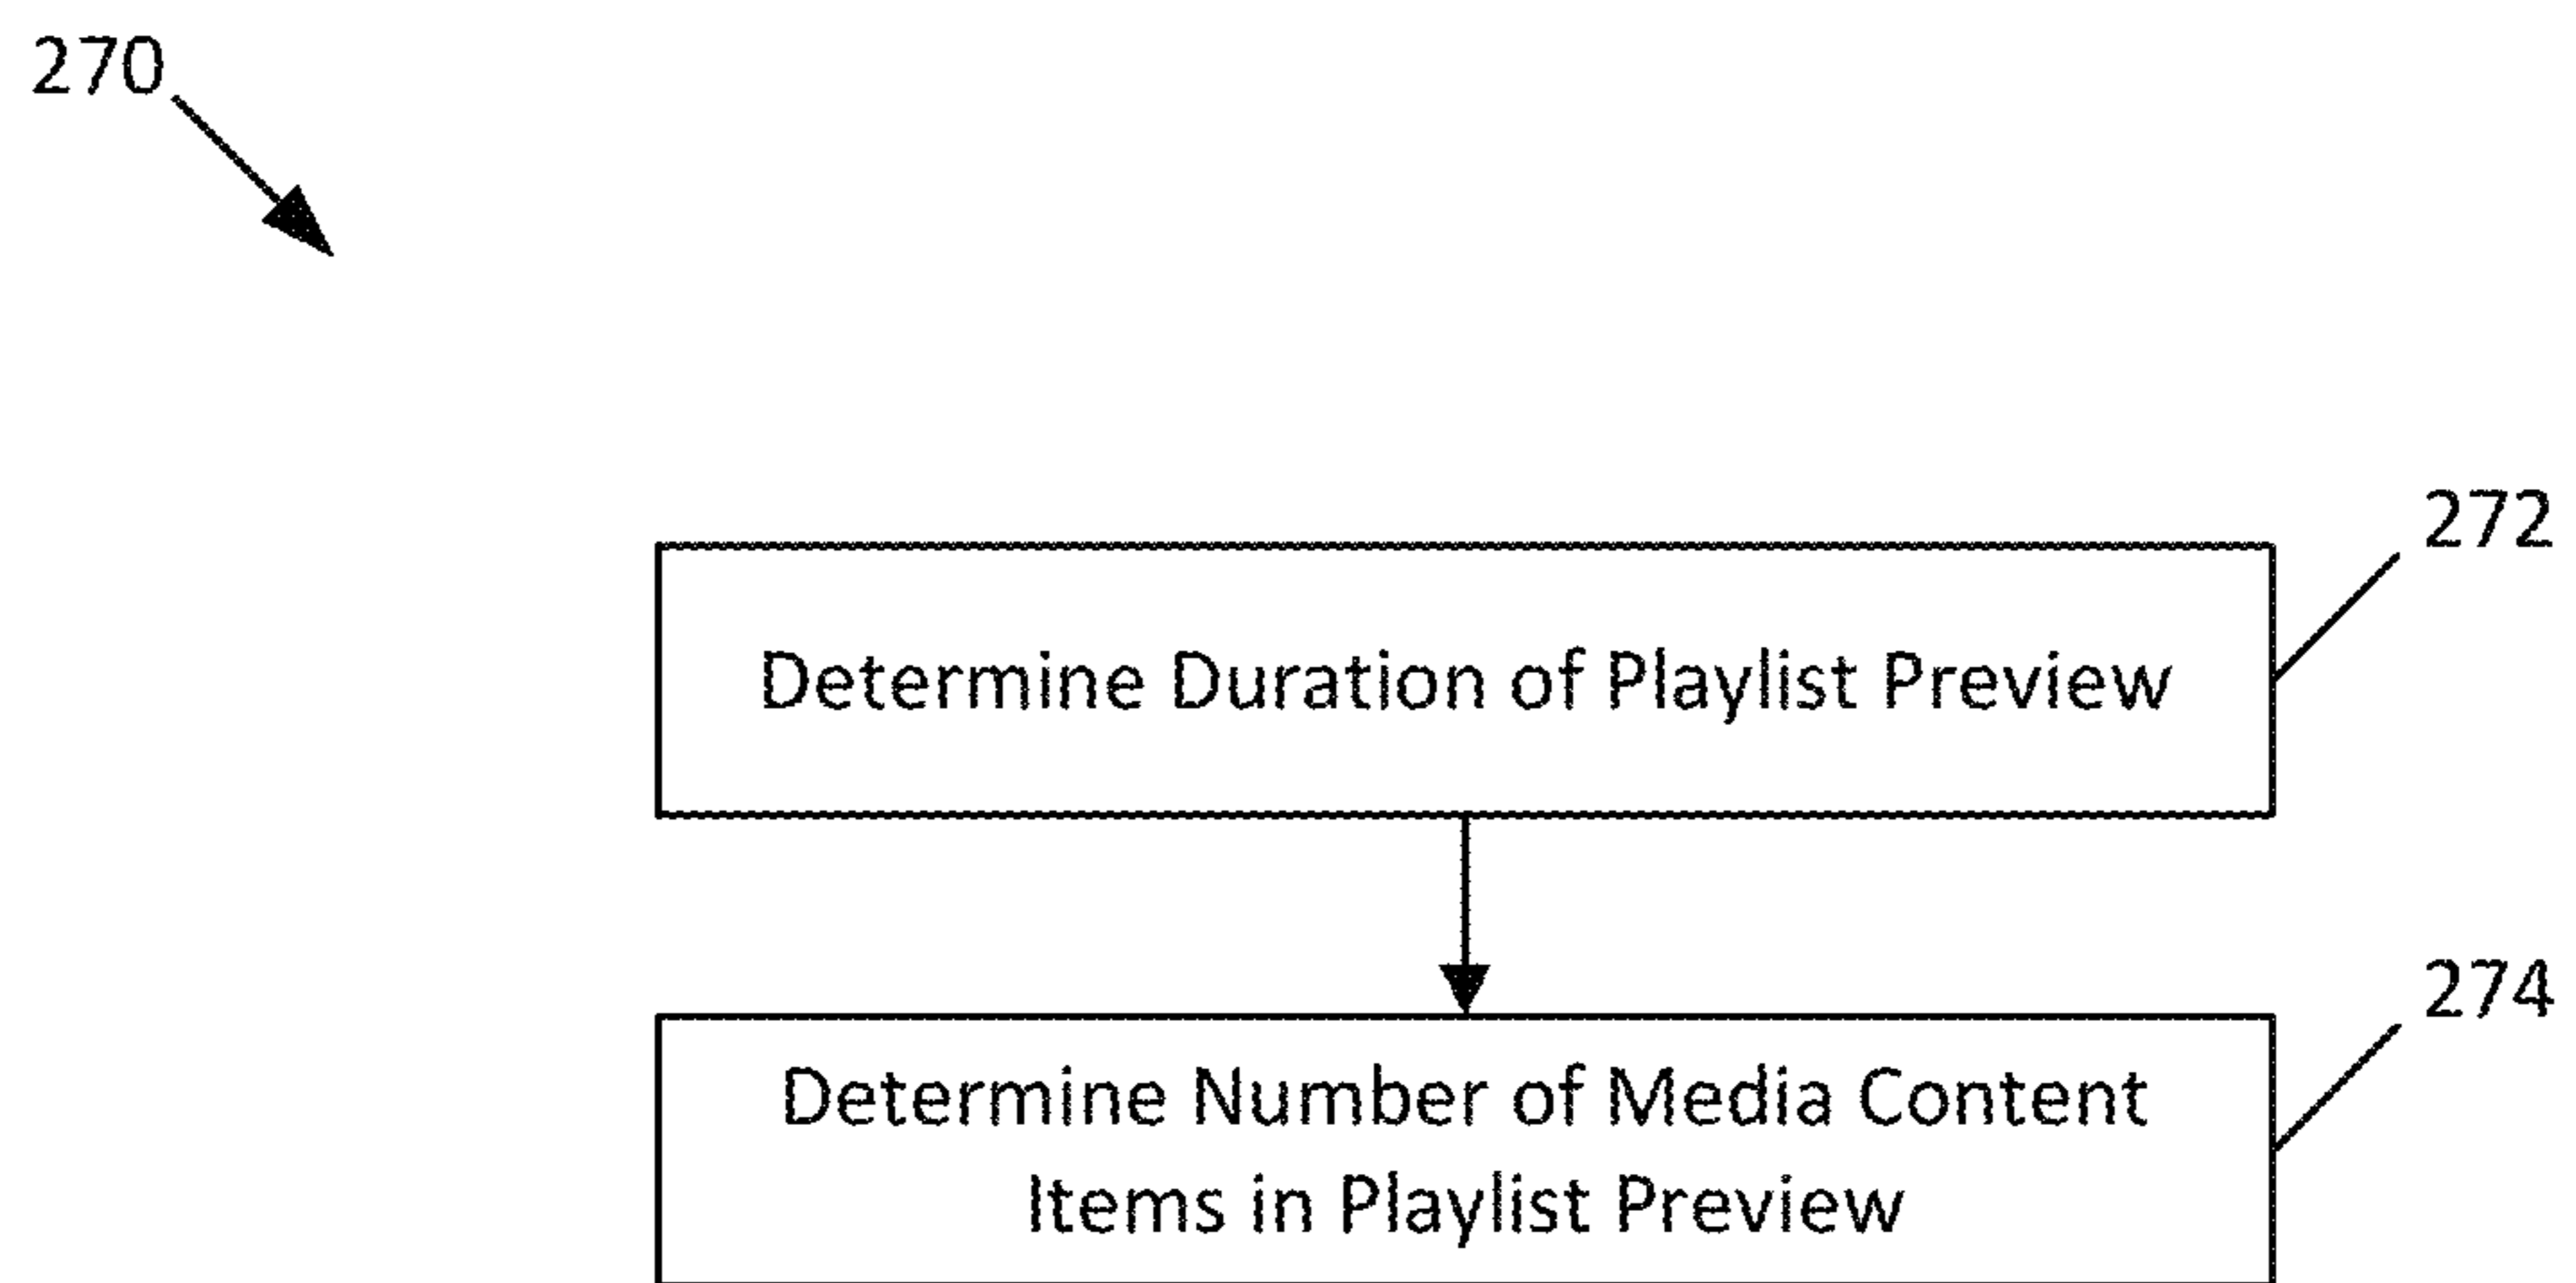 270
272
Determine Duration of Playlist Preview
274
Determine Number of Media Content
Items in Playlist Preview